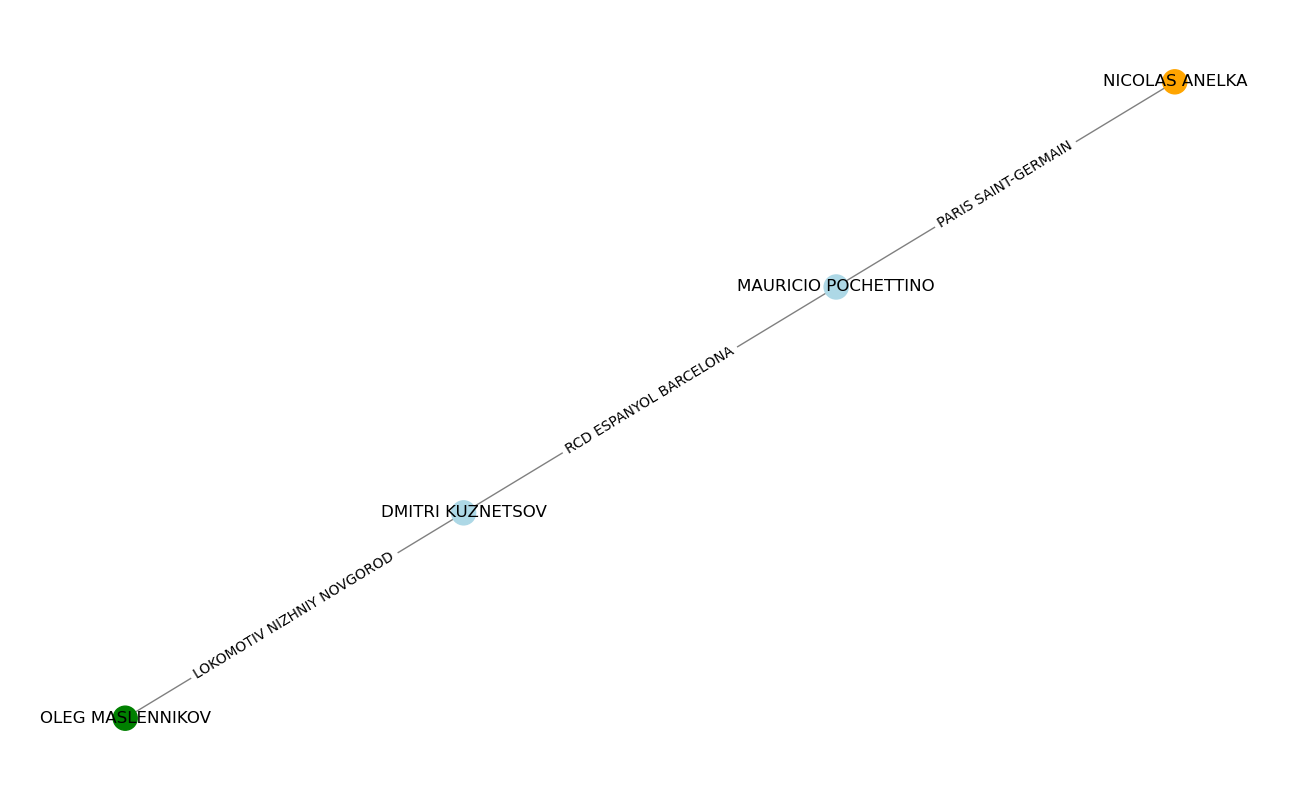 NICOLAS ANELKA
PARIS SAINT-GERMAIN
MAURICIO POCHETTINO
RCD ESPANYOL BARCELONA
DMITRI KUZNETSOV
LOKOMOTIV NIZHNIY NOVGOROD
OLEG MASLENNIKOV